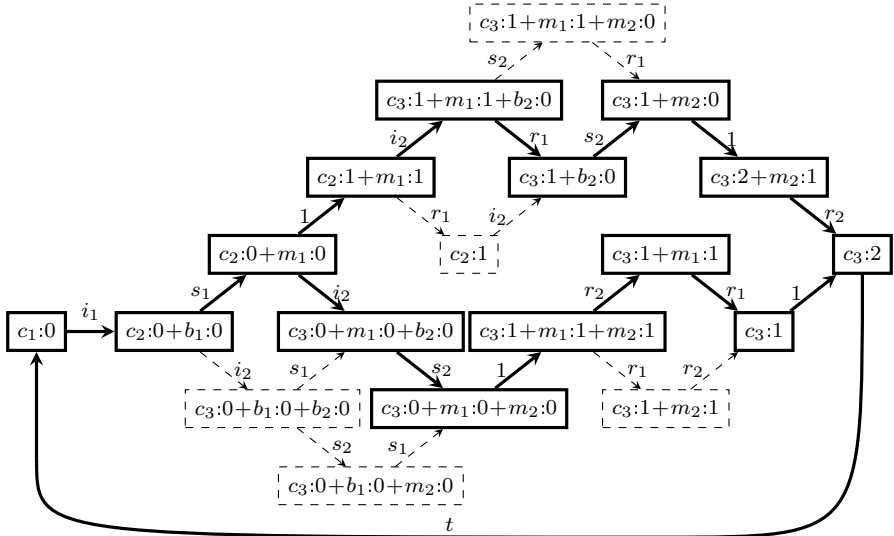 c₃:1+m₁:1+m₂:0
s₂ r₁
c₃:1+m₁:1+b₂:0 c₃:1+m₂:0
i₂ r₁ s₂ 1
c₂:1+m₁:1 c₃:1+b₂:0 c₃:2+m₂:1
1 r₁ i₂ r₂
c₂:0+m₁:0 c₂:1 c₃:1+m₁:1 c₃:2
s₁ i₂ r₂ r₁ 1
i₁
c₁:0 c₂:0+b₁:0 c₃:0+m₁:0+b₂:0 c₃:1+m₁:1+m₂:1 c₃:1
i₂ s₁ s₂ 1 r₁ r₂
c₃:0+b₁:0+b₂:0 c₃:0+m₁:0+m₂:0 c₃:1+m₂:1
s₂ s₁
c₃:0+b₁:0+m₂:0
t